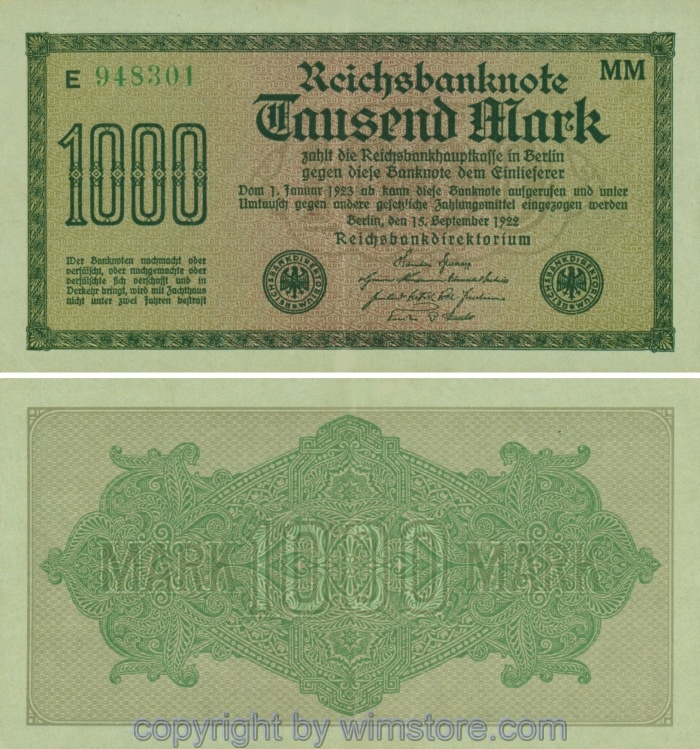 E 948301
MM
1000
Reichsbanknote
Tausend Mark
zahlt die Reichsbankhauptkasse in Berlin
gegen diese Banknote dem Einlieferer
Vom 1. Januar 1923 ab kann diese Banknote aufgerufen und unter
Umtausch gegen andere gesetzliche Zahlungsmittel eingezogen werden
Berlin, den 15. September 1922
Reichsbankdirektorium
Wer Banknoten nachmacht oder
verfälscht, oder nachgemachte oder
verfälschte sich verschafft und in
Verkehr bringt, wird mit Zuchthaus
nicht unter zwei Jahren bestraft
REICHSBANKDIREKTORIUM
REICHSBANKDIREKTORIUM
MARK 1000 MARK
copyright by wimstore.com